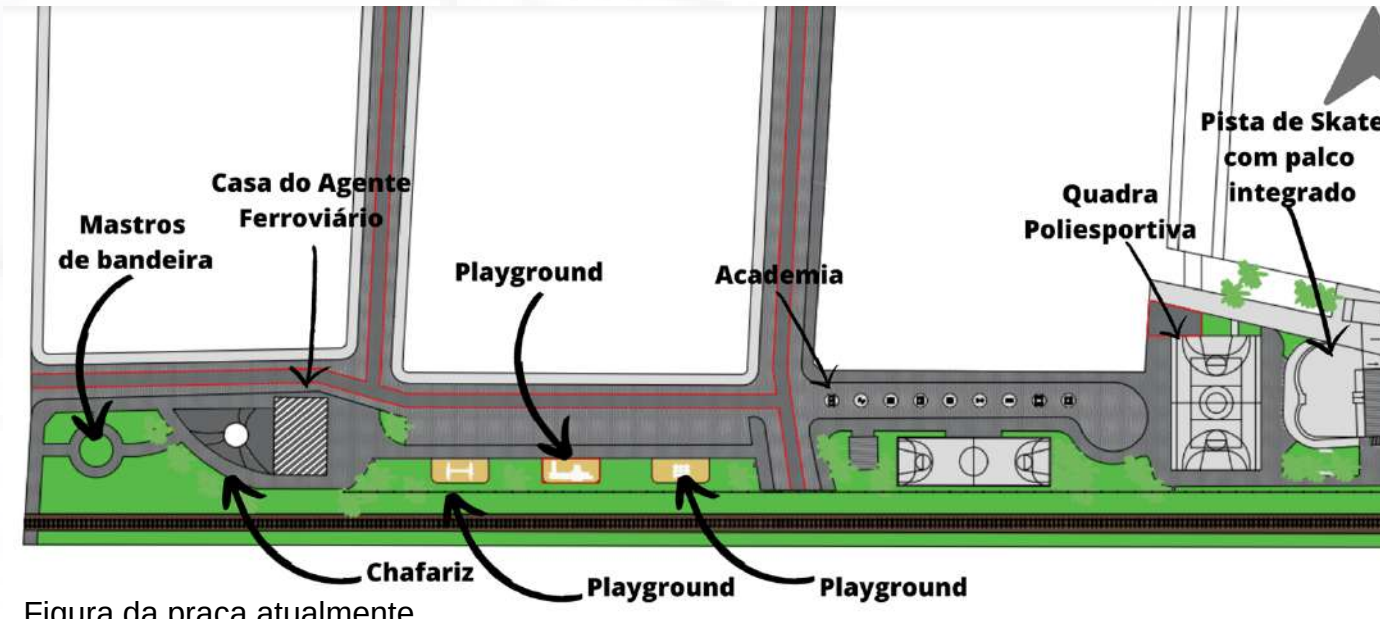 Pista de Skate
com palco
integrado
Casa do Agente
Ferroviário
Quadra
Poliesportiva
Mastros
de bandeira
Playground
Academia
Chafariz
Playground
Playground
Figura da praça atualmente